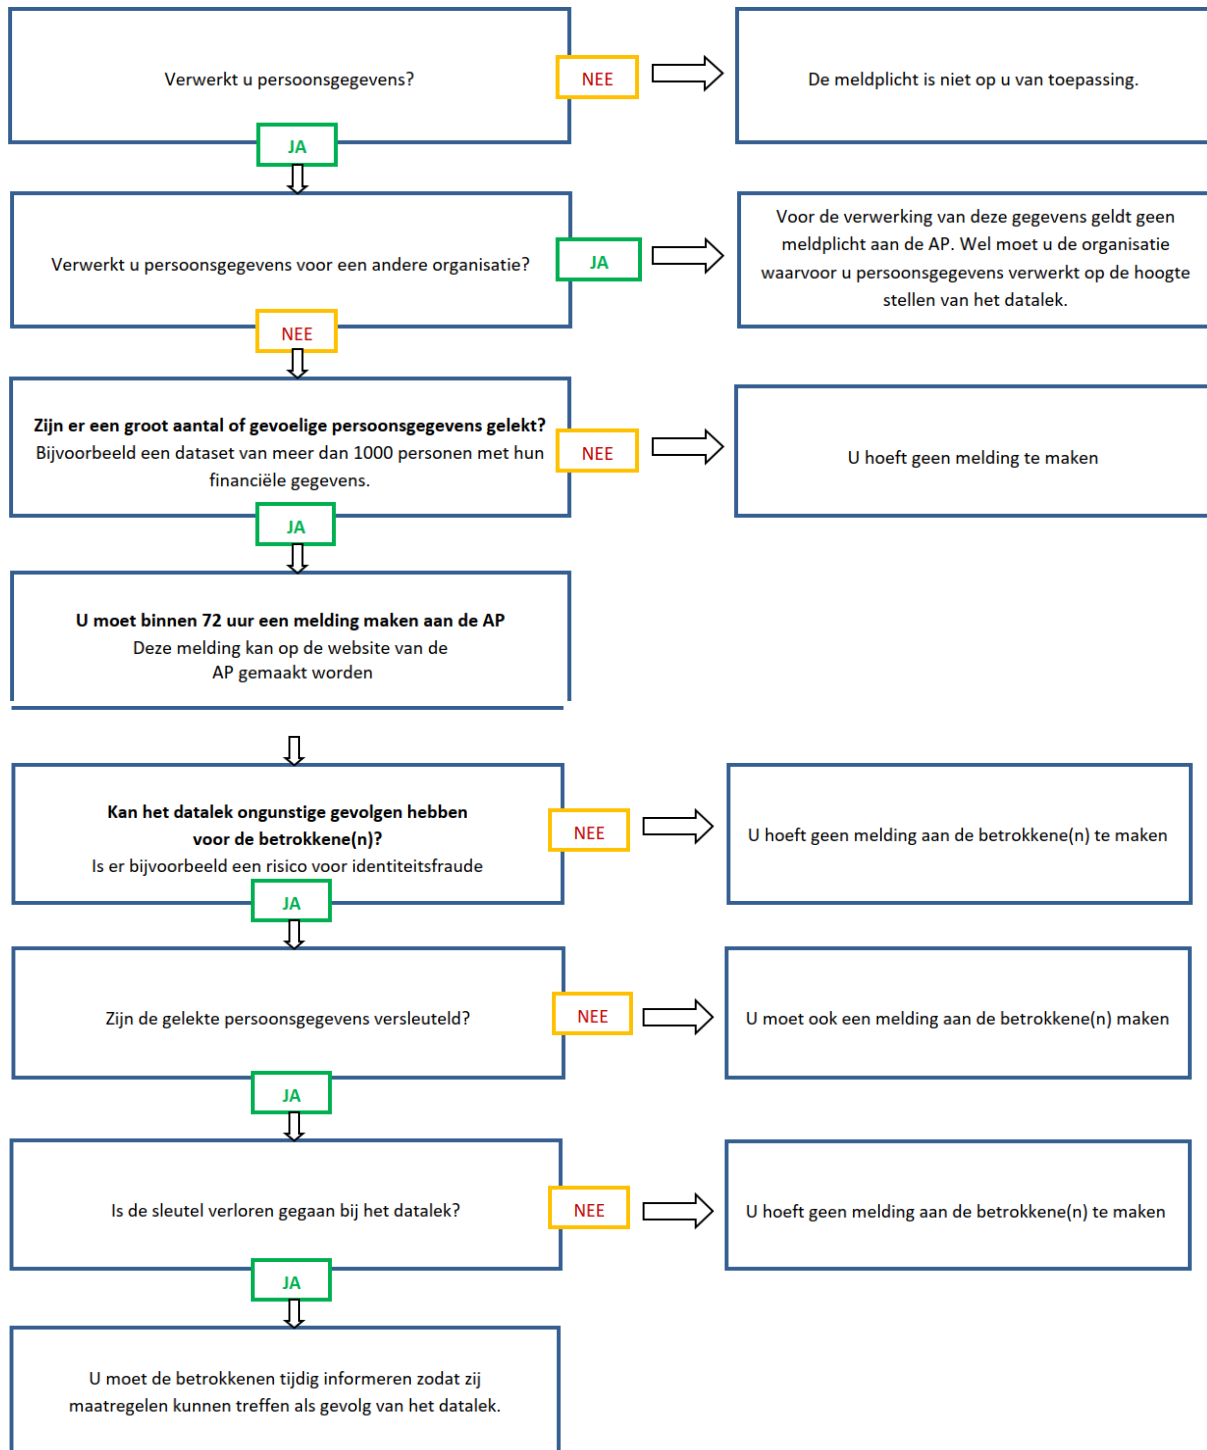 Verwerkt u persoonsgegevens?
NEE
De meldplicht is niet op u van toepassing.
JA
Verwerkt u persoonsgegevens voor een andere organisatie?
JA
Voor de verwerking van deze gegevens geldt geen
meldplicht aan de AP. Wel moet u de organisatie
waarvoor u persoonsgegevens verwerkt op de hoogte
stellen van het datalek.
NEE
Zijn er een groot aantal of gevoelige persoonsgegevens gelekt?
Bijvoorbeeld een dataset van meer dan 1000 personen met hun
financiële gegevens.
NEE
U hoeft geen melding te maken
JA
U moet binnen 72 uur een melding maken aan de AP
Deze melding kan op de website van de
AP gemaakt worden
Kan het datalek ongunstige gevolgen hebben
voor de betrokkene(n)?
Is er bijvoorbeeld een risico voor identiteitsfraude
NEE
U hoeft geen melding aan de betrokkene(n) te maken
JA
Zijn de gelekte persoonsgegevens versleuteld?
NEE
U moet ook een melding aan de betrokkene(n) maken
JA
Is de sleutel verloren gegaan bij het datalek?
NEE
U hoeft geen melding aan de betrokkene(n) te maken
JA
U moet de betrokkenen tijdig informeren zodat zij
maatregelen kunnen treffen als gevolg van het datalek.